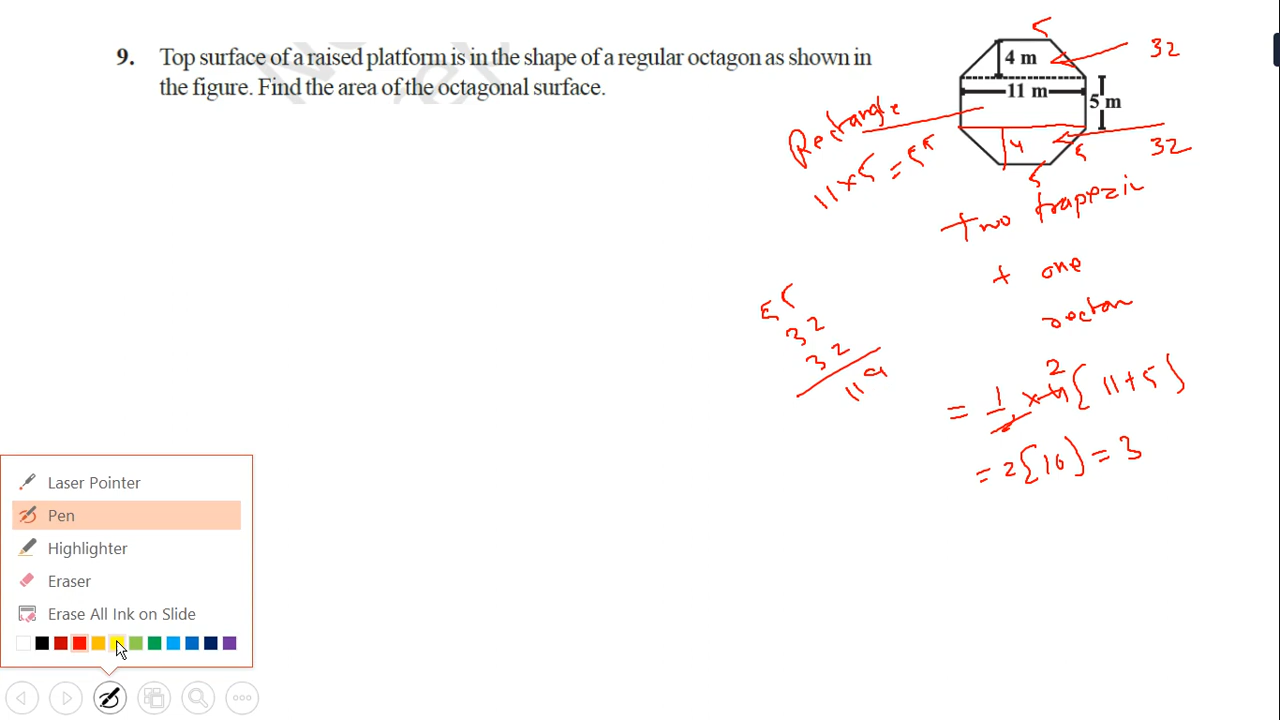 9. Top surface of a raised platform is in the shape of a regular octagon as shown in
the figure. Find the area of the octagonal surface.
5
4 m
32
11 m
5 m
Rectangle
11 x 5 = 55
4
5
5
32
Two trapezi
+ one
rectan
55
32
32
119
= 1/2 x 4 2 { 11 + 5 }
= 2 { 16 } = 3
Laser Pointer
Pen
Highlighter
Eraser
Erase All Ink on Slide